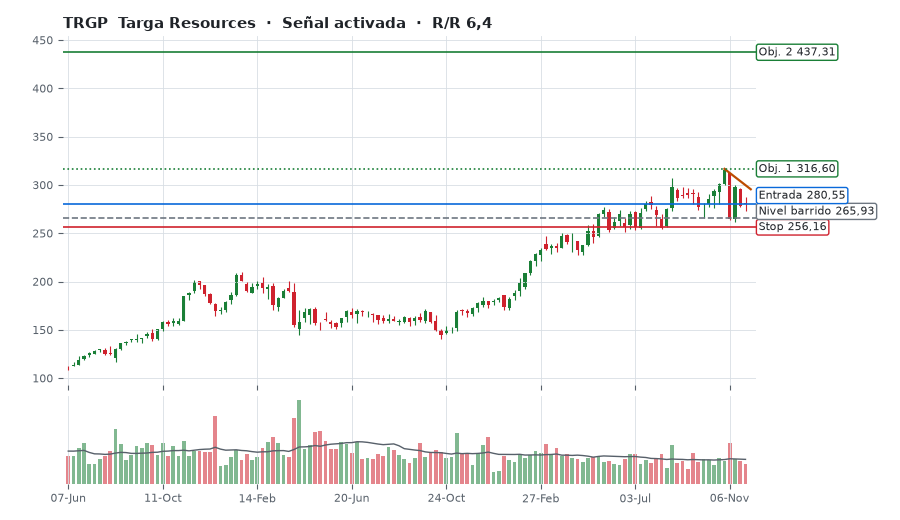 TRGP Targa Resources · Señal activada · R/R 6,4
450
400
350
300
250
200
150
100
Obj. 2 437,31
Obj. 1 316,60
Entrada 280,55
Nivel barrido 265,93
Stop 256,16
07-Jun
11-Oct
14-Feb
20-Jun
24-Oct
27-Feb
03-Jul
06-Nov